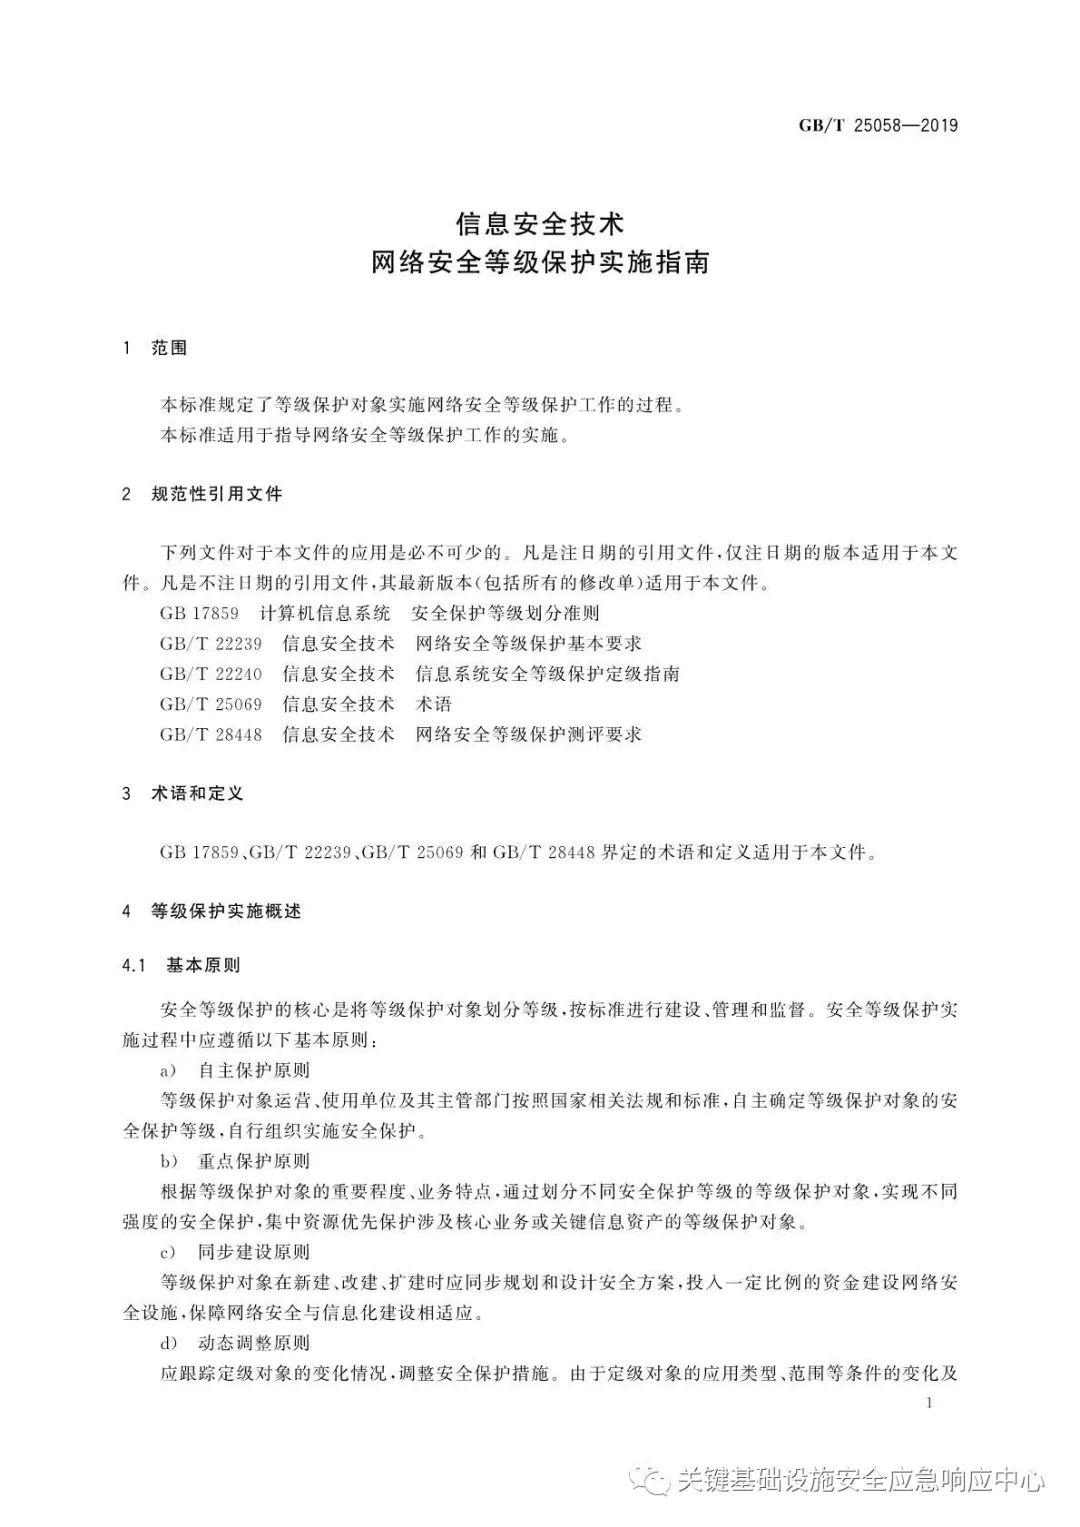 GB/T 25058—2019
信息安全技术
网络安全等级保护实施指南
1 范围
本标准规定了等级保护对象实施网络安全等级保护工作的过程。
本标准适用于指导网络安全等级保护工作的实施。
2 规范性引用文件
下列文件对于本文件的应用是必不可少的。凡是注日期的引用文件,仅注日期的版本适用于本文
件。凡是不注日期的引用文件,其最新版本(包括所有的修改单)适用于本文件。
GB 17859 计算机信息系统 安全保护等级划分准则
GB/T 22239 信息安全技术 网络安全等级保护基本要求
GB/T 22240 信息安全技术 信息系统安全等级保护定级指南
GB/T 25069 信息安全技术 术语
GB/T 28448 信息安全技术 网络安全等级保护测评要求
3 术语和定义
GB 17859、GB/T 22239、GB/T 25069 和 GB/T 28448 界定的术语和定义适用于本文件。
4 等级保护实施概述
4.1 基本原则
安全等级保护的核心是将等级保护对象划分等级,按标准进行建设、管理和监督。安全等级保护实
施过程中应遵循以下基本原则:
a) 自主保护原则
等级保护对象运营、使用单位及其主管部门按照国家相关法规和标准,自主确定等级保护对象的安
全保护等级,自行组织实施安全保护。
b) 重点保护原则
根据等级保护对象的重要程度、业务特点,通过划分不同安全保护等级的等级保护对象,实现不同
强度的安全保护,集中资源优先保护涉及核心业务或关键信息资产的等级保护对象。
c) 同步建设原则
等级保护对象在新建、改建、扩建时应同步规划和设计安全方案,投入一定比例的资金建设网络安
全设施,保障网络安全与信息化建设相适应。
d) 动态调整原则
应跟踪定级对象的变化情况,调整安全保护措施。由于定级对象的应用类型、范围等条件的变化及
1
关键基础设施安全应急响应中心